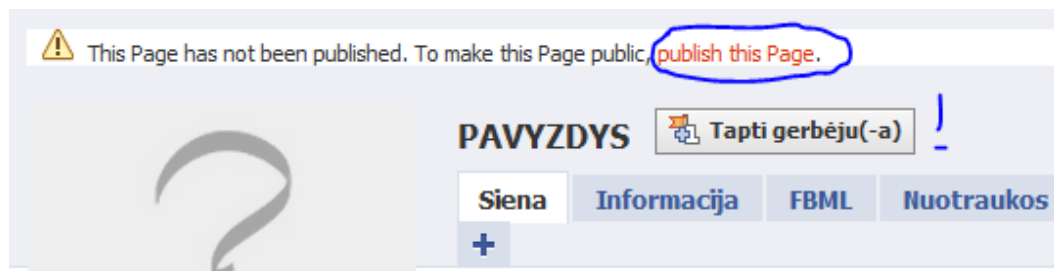 This Page has not been published. To make this Page public, publish this Page.
PAVYZDYS Tapti gerbėju(-a)
Siena Informacija FBML Nuotraukos
+